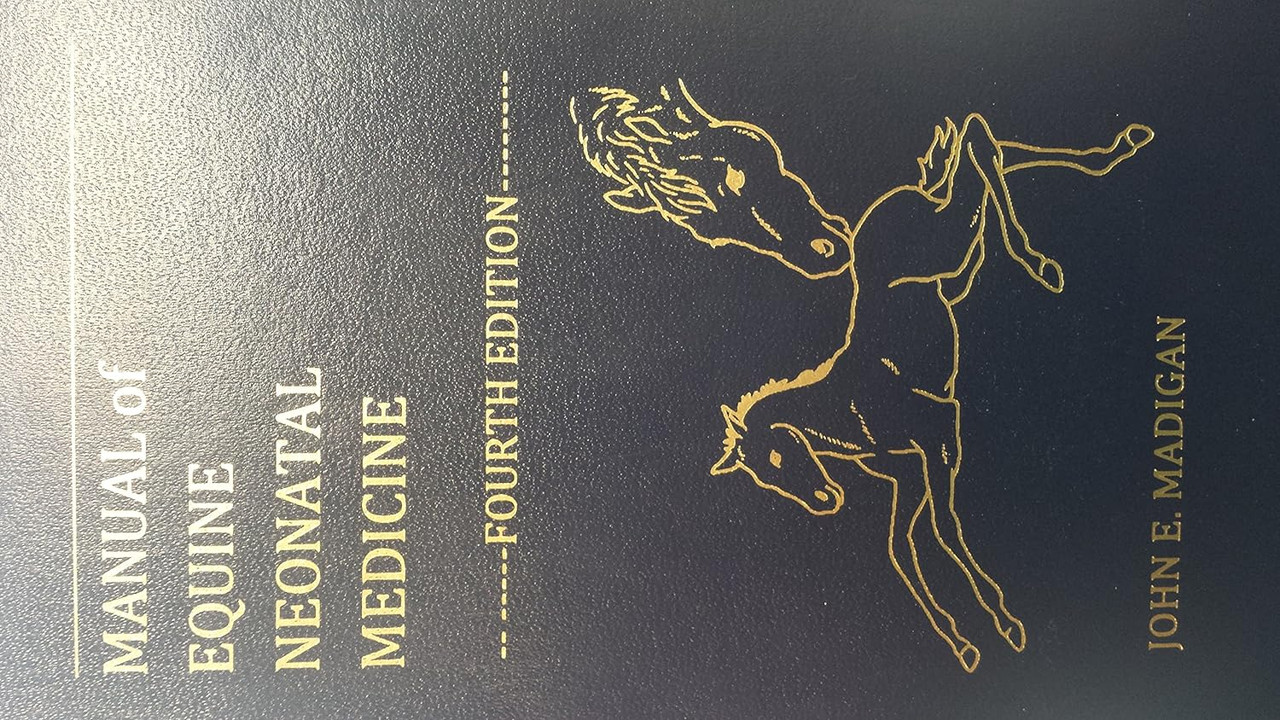 MANUAL of
EQUINE
NEONATAL
MEDICINE
------FOURTH EDITION------
JOHN E. MADIGAN